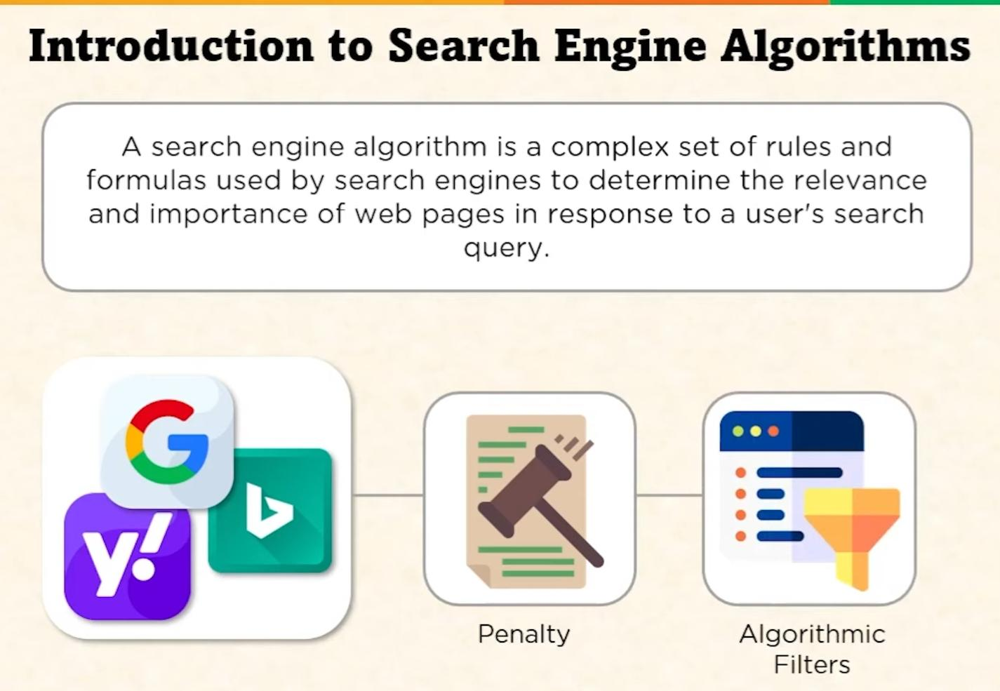 Introduction to Search Engine Algorithms
A search engine algorithm is a complex set of rules and
formulas used by search engines to determine the relevance
and importance of web pages in response to a user's search
query.
G
y!
b
Penalty
Algorithmic
Filters